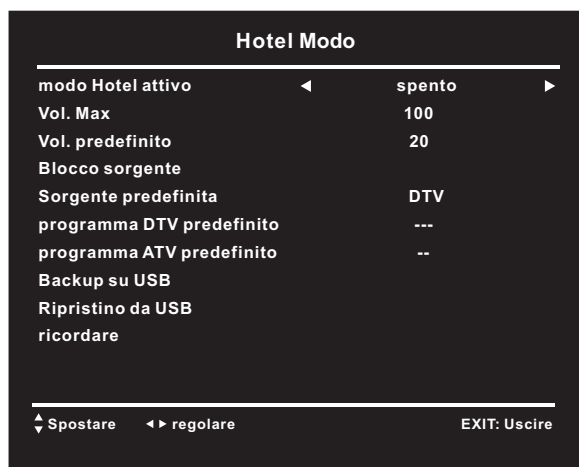 Hotel Modo
modo Hotel attivo ◀ spento ▶
Vol. Max 100
Vol. predefinito 20
Blocco sorgente
Sorgente predefinita DTV
programma DTV predefinito ---
programma ATV predefinito --
Backup su USB
Ripristino da USB
ricordare
Spostare ◀▶ regolare EXIT: Uscire